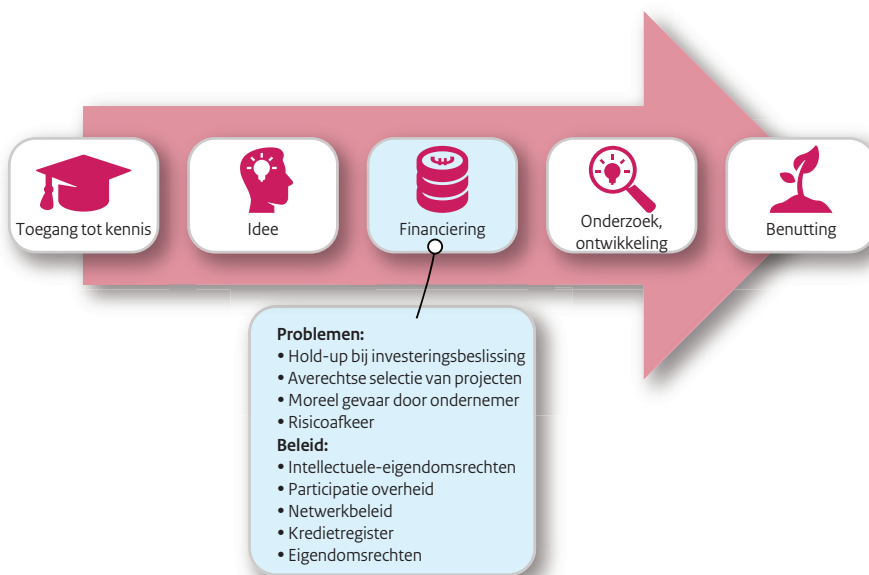 Toegang tot kennis
Idee
Financiering
Onderzoek,
ontwikkeling
Benutting
Problemen:
• Hold-up bij investeringsbeslissing
• Averechtse selectie van projecten
• Moreel gevaar door ondernemer
• Risicoafkeer
Beleid:
• Intellectuele-eigendomsrechten
• Participatie overheid
• Netwerkbeleid
• Kredietregister
• Eigendomsrechten